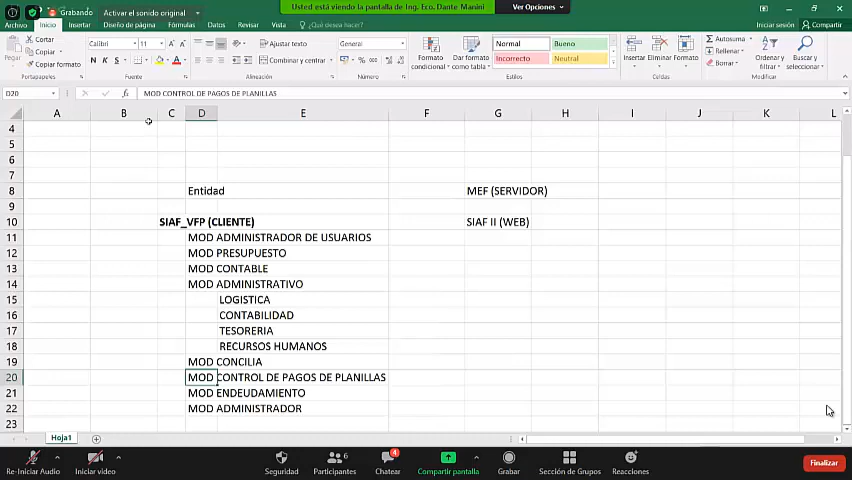 Grabando
Activar el sonido original
Usted está viendo la pantalla de Ing. Eco. Dante Manini
Ver Opciones
Archivo Inicio Insertar Diseño de página Fórmulas Datos Revisar Vista ¿Qué desea hacer? Iniciar sesión Compartir
Pegar
Cortar
Copiar
Copiar formato
Calibri 11
N K S
Ajustar texto
Combinar y centrar
General
% 000
Formato condicional
Dar formato como tabla
Normal Bueno
Incorrecto Neutral
Insertar Eliminar Formato
Autosuma
Rellenar
Borrar
Ordenar y filtrar
Buscar y seleccionar
Portapapeles Fuente Alineación Número Estilos Celdas Modificar
D20 fx MOD CONTROL DE PAGOS DE PLANILLAS
A B C D E F G H I J K L
4
5
6
7
8 Entidad MEF (SERVIDOR)
9
10 SIAF_VFP (CLIENTE) SIAF II (WEB)
11 MOD ADMINISTRADOR DE USUARIOS
12 MOD PRESUPUESTO
13 MOD CONTABLE
14 MOD ADMINISTRATIVO
15 LOGISTICA
16 CONTABILIDAD
17 TESORERIA
18 RECURSOS HUMANOS
19 MOD CONCILIA
20 MOD CONTROL DE PAGOS DE PLANILLAS
21 MOD ENDEUDAMIENTO
22 MOD ADMINISTRADOR
23
Hoja1
Re-Iniciar Audio Iniciar video Seguridad Participantes 6 Chatear 4 Compartir pantalla Grabar Sección de Grupos Reacciones Finalizar